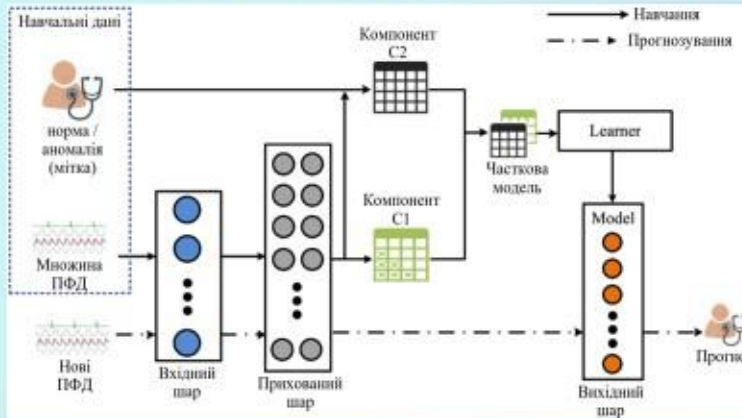 Навчальні дані
Навчання
Прогнозування
Компонент
C2
норма /
аномалія
(мітка)
Learner
Часткова
модель
Компонент
C1
Model
Множина
ПФД
Нові
ПФД
Вхідний
шар
Прихований
шар
Вихідний
шар